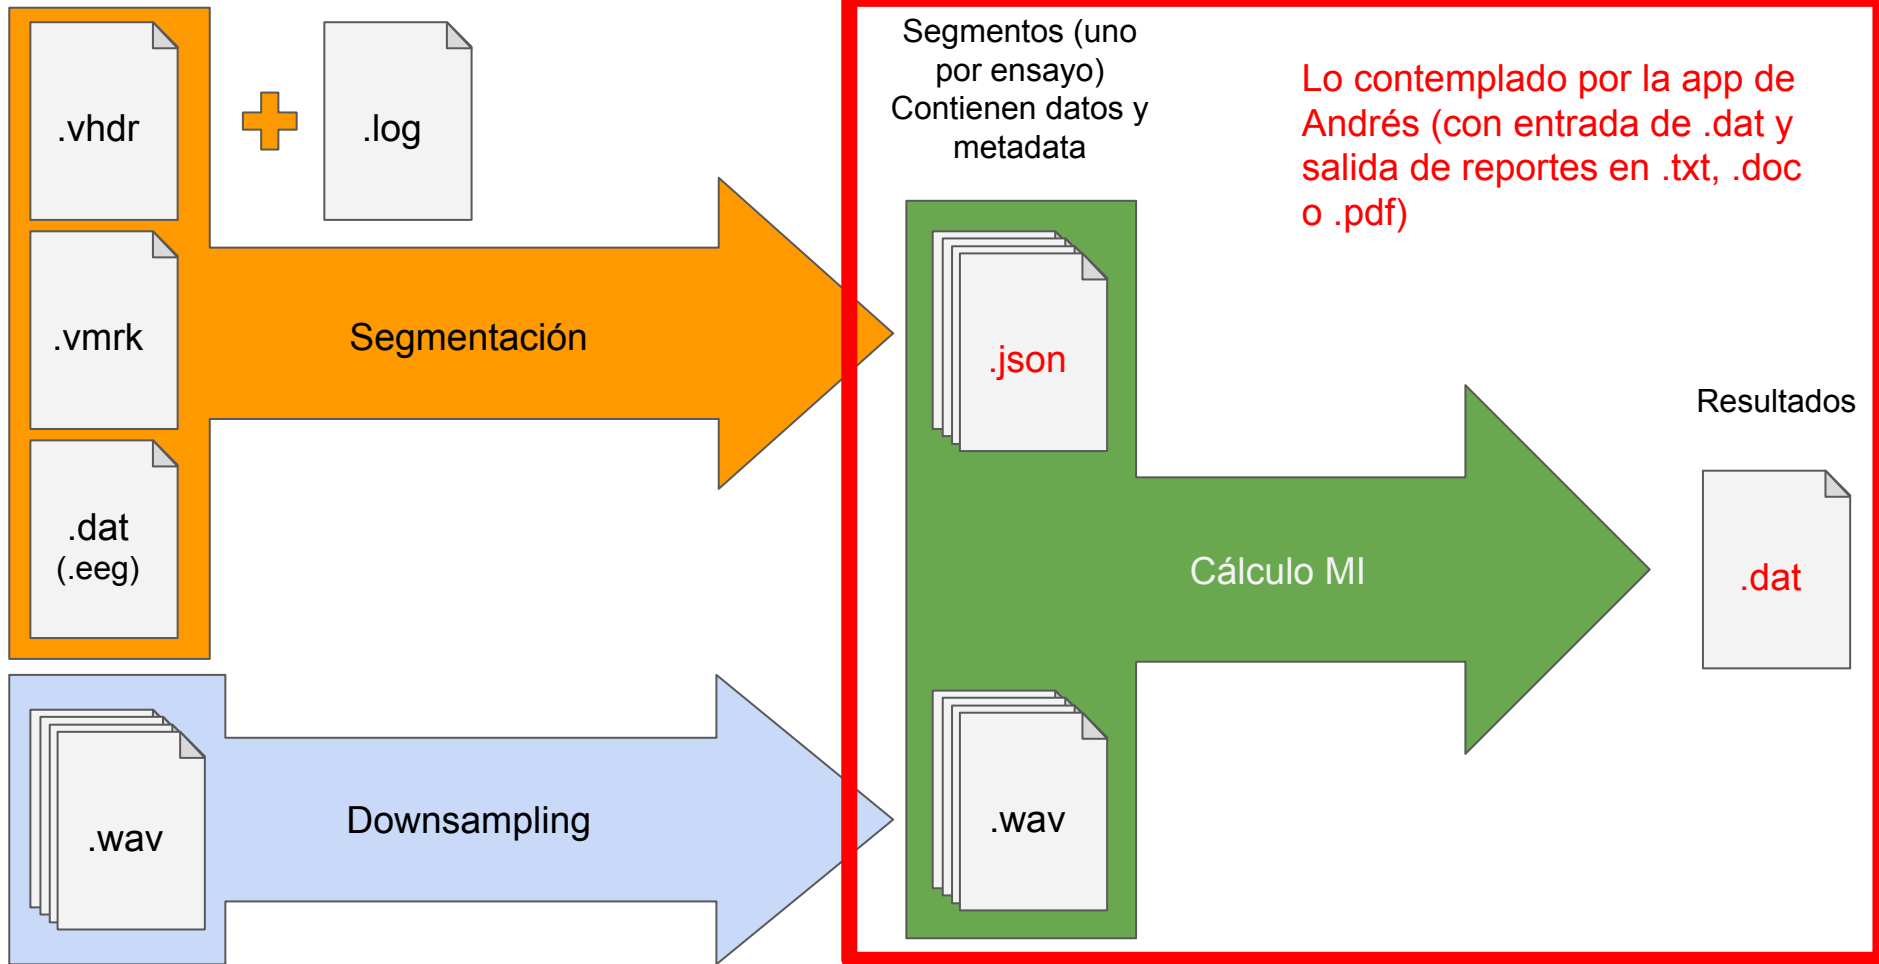 .vhdr
.log
.vmrk
.dat
(.eeg)
Segmentación
.wav
Downsampling
Segmentos (uno
por ensayo)
Contienen datos y
metadata
.json
.wav
Cálculo MI
Lo contemplado por la app de
Andrés (con entrada de .dat y
salida de reportes en .txt, .doc
o .pdf)
Resultados
.dat